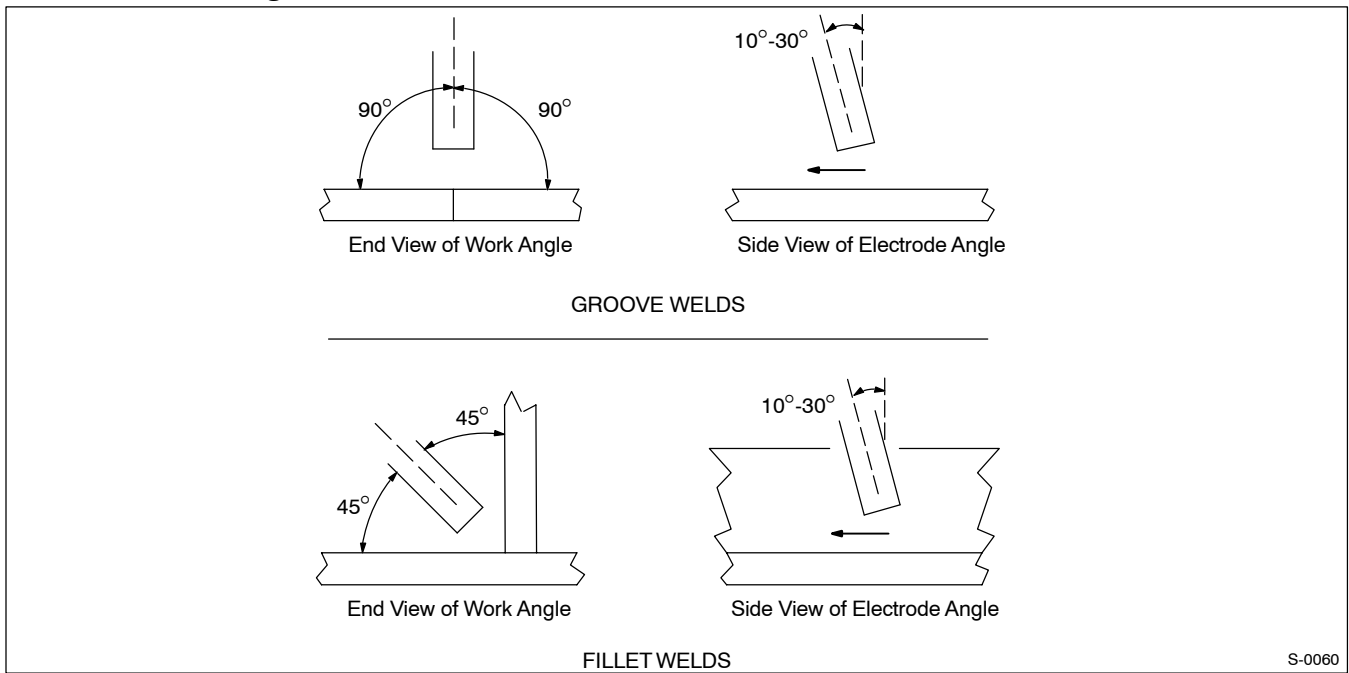 90° 90°
10°-30°
End View of Work Angle
Side View of Electrode Angle
GROOVE WELDS
45°
45°
10°-30°
End View of Work Angle
Side View of Electrode Angle
FILLET WELDS
S-0060